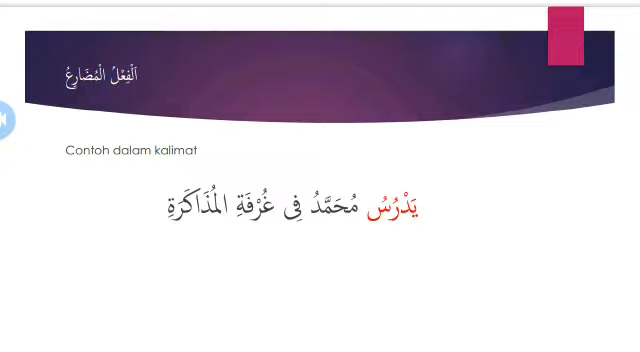 اَلْفِعْلُ الْمُضَارِعُ
Contoh dalam kalimat
يَدْرُسُ مُحَمَّدُ فِى غُرْفَةِ المُذَاكَرَةِ